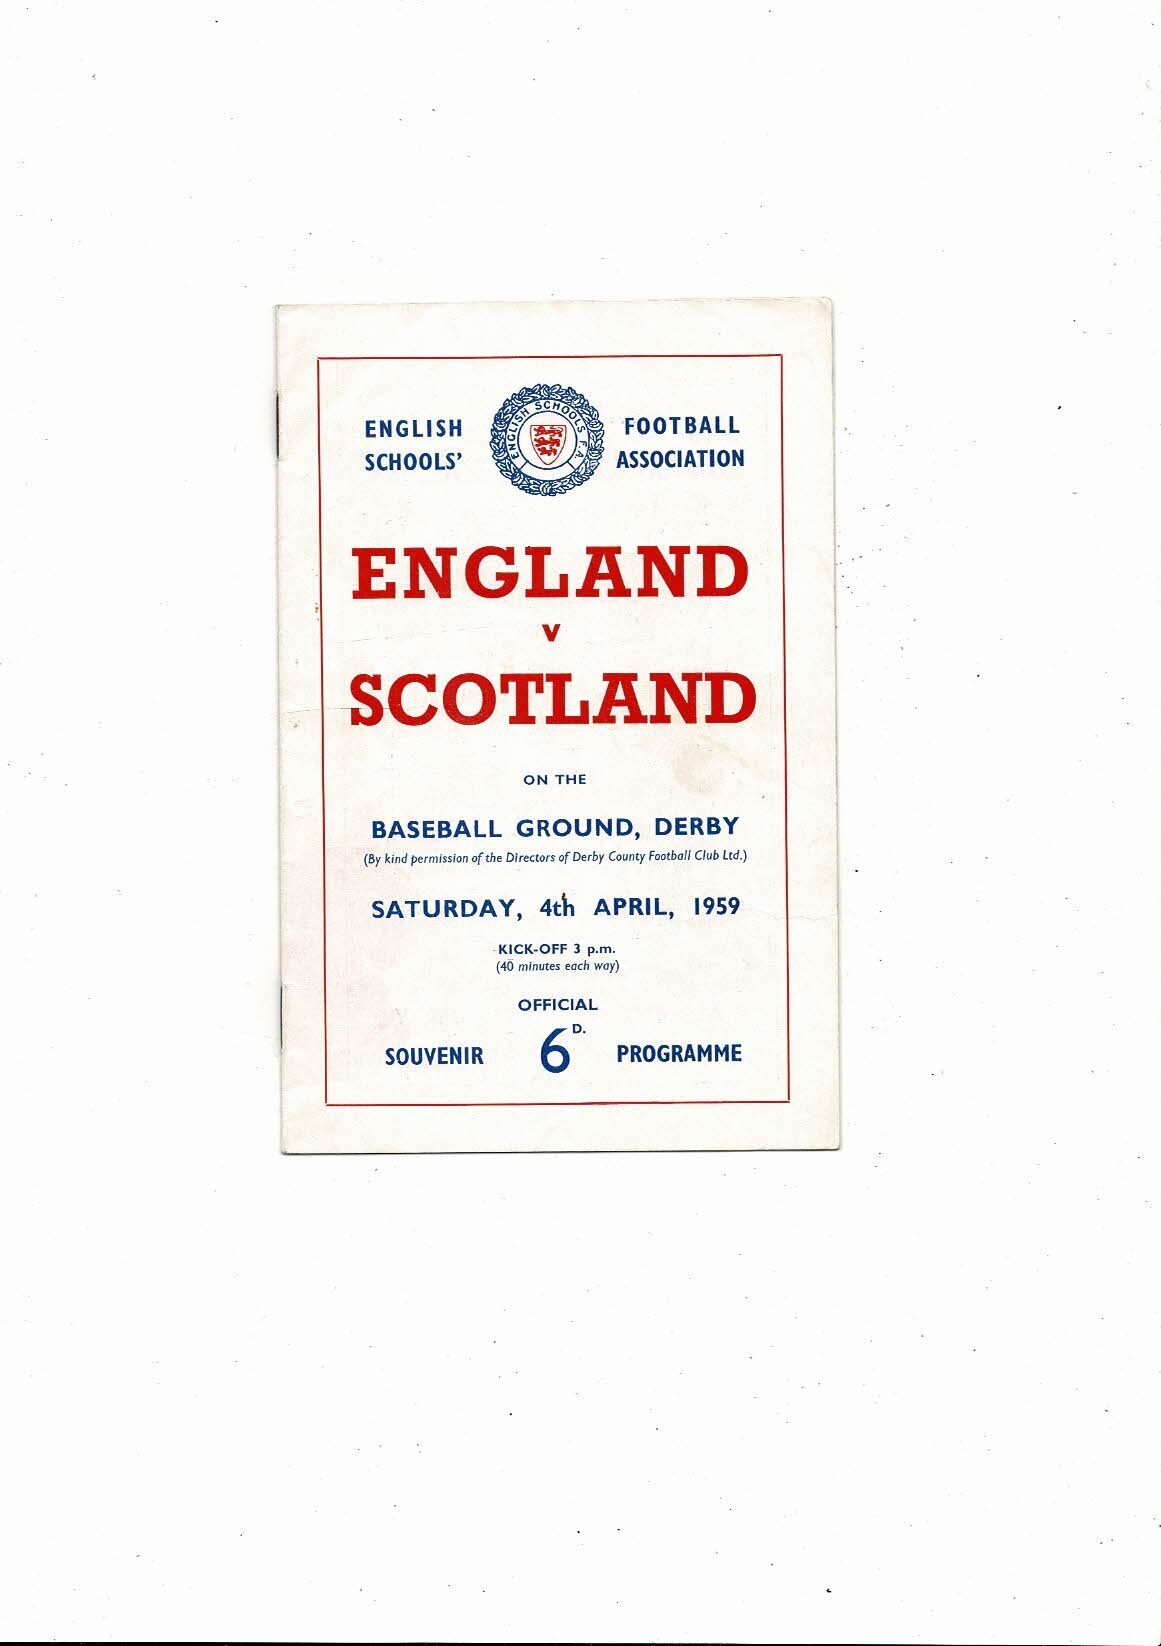 ENGLISH SCHOOLS' FOOTBALL ASSOCIATION
ENGLISH SCHOOLS F.A.
ENGLAND
v
SCOTLAND
ON THE
BASEBALL GROUND, DERBY
(By kind permission of the Directors of Derby County Football Club Ltd.)
SATURDAY, 4th APRIL, 1959
KICK-OFF 3 p.m.
(40 minutes each way)
OFFICIAL
SOUVENIR 6D. PROGRAMME